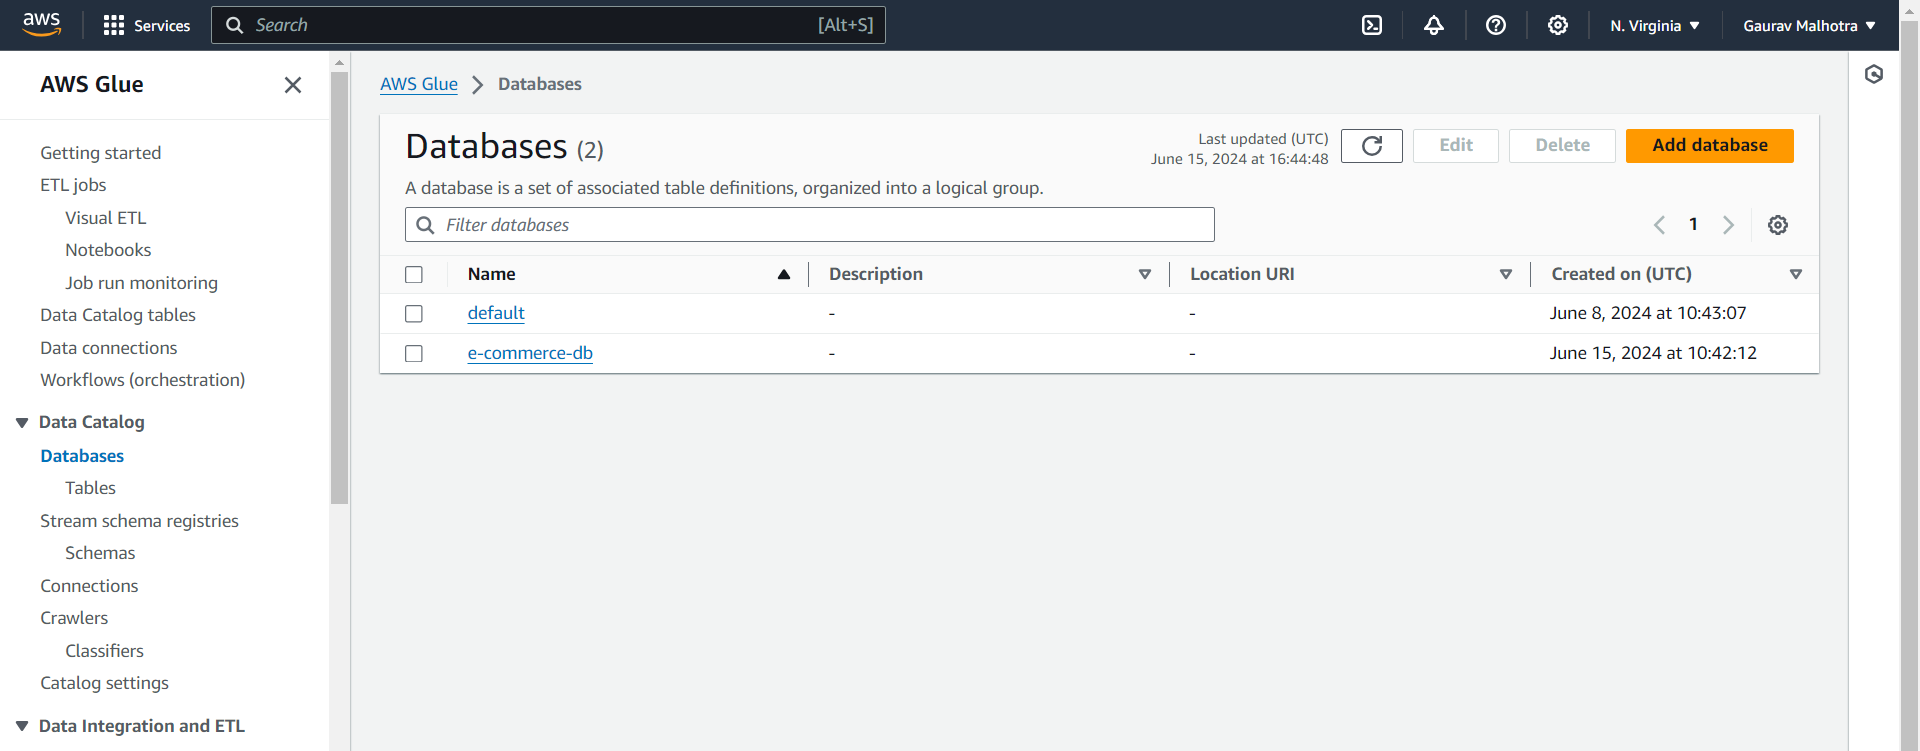 aws
Services
Search
[Alt+S]
N. Virginia
Gaurav Malhotra
AWS Glue
Getting started
ETL jobs
Visual ETL
Notebooks
Job run monitoring
Data Catalog tables
Data connections
Workflows (orchestration)
Data Catalog
Databases
Tables
Stream schema registries
Schemas
Connections
Crawlers
Classifiers
Catalog settings
Data Integration and ETL
AWS Glue > Databases
Databases (2)
Last updated (UTC)
June 15, 2024 at 16:44:48
Edit
Delete
Add database
A database is a set of associated table definitions, organized into a logical group.
Filter databases
1
Name Description Location URI Created on (UTC)
default - - June 8, 2024 at 10:43:07
e-commerce-db - - June 15, 2024 at 10:42:12